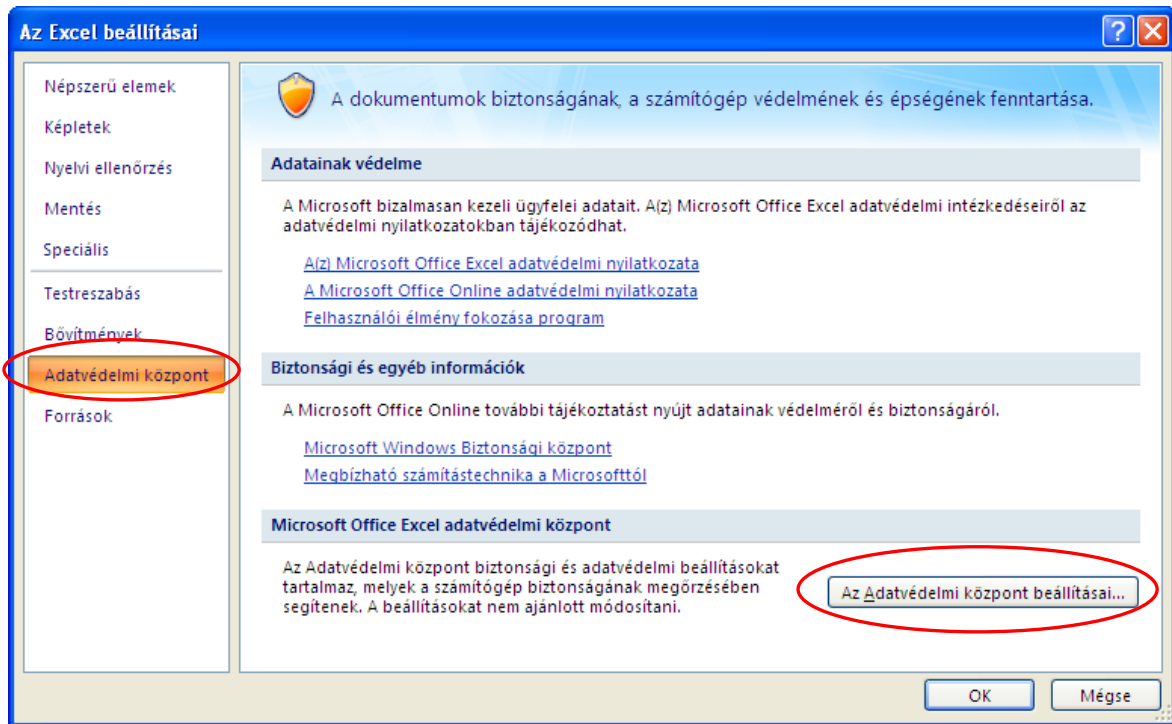 Az Excel beállításai
Népszerű elemek
Képletek
Nyelvi ellenőrzés
Mentés
Speciális
Testreszabás
Bővítmények
Adatvédelmi központ
Források
A dokumentumok biztonságának, a számítógép védelmének és épségének fenntartása.
Adatainak védelme
A Microsoft bizalmasan kezeli ügyfelei adatait. A(z) Microsoft Office Excel adatvédelmi intézkedéseiről az
adatvédelmi nyilatkozatokban tájékozódhat.
A(z) Microsoft Office Excel adatvédelmi nyilatkozata
A Microsoft Office Online adatvédelmi nyilatkozata
Felhasználói élmény fokozása program
Biztonsági és egyéb információk
A Microsoft Office Online további tájékoztatást nyújt adatainak védelméről és biztonságáról.
Microsoft Windows Biztonsági központ
Megbízható számítástechnika a Microsofttól
Microsoft Office Excel adatvédelmi központ
Az Adatvédelmi központ biztonsági és adatvédelmi beállításokat
tartalmaz, melyek a számítógép biztonságának megőrzésében
segítenek. A beállításokat nem ajánlott módosítani.
Az Adatvédelmi központ beállításai...
OK
Mégse